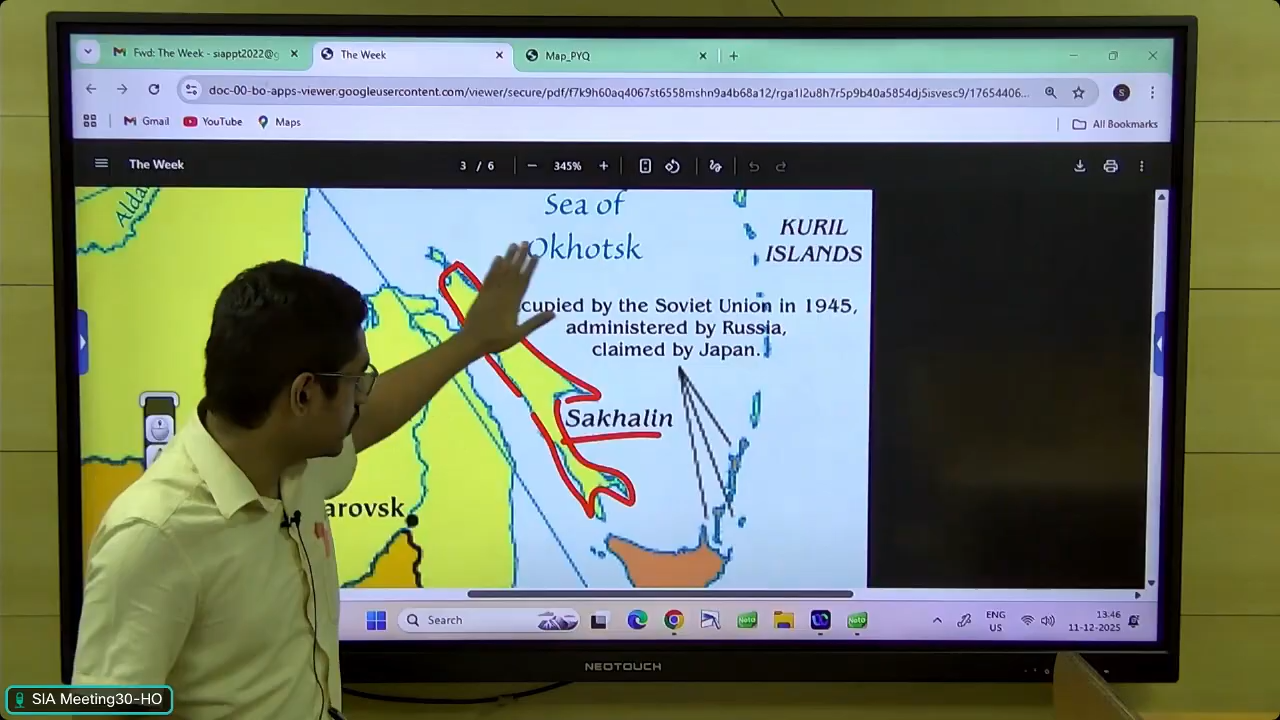 Fwd: The Week - siappt2022@g
The Week
Map_PYQ
doc-00-bo-apps-viewer.googleusercontent.com/viewer/secure/pdf/f7k9h60aq4067st6558mshn9a4b68a12/rga1l2u8h7r5p9b40a5854dj5isvesc9/17654406...
S
Gmail
YouTube
Maps
All Bookmarks
The Week
3 / 6
345%
Aldan
Sea of
Okhotsk
KURIL
ISLANDS
cupied by the Soviet Union in 1945,
administered by Russia,
claimed by Japan.
Sakhalin
arovsk
Search
Note
Note
ENG
US
13.46
11-12-2025
NEOTOUCH
SIA Meeting30-HO